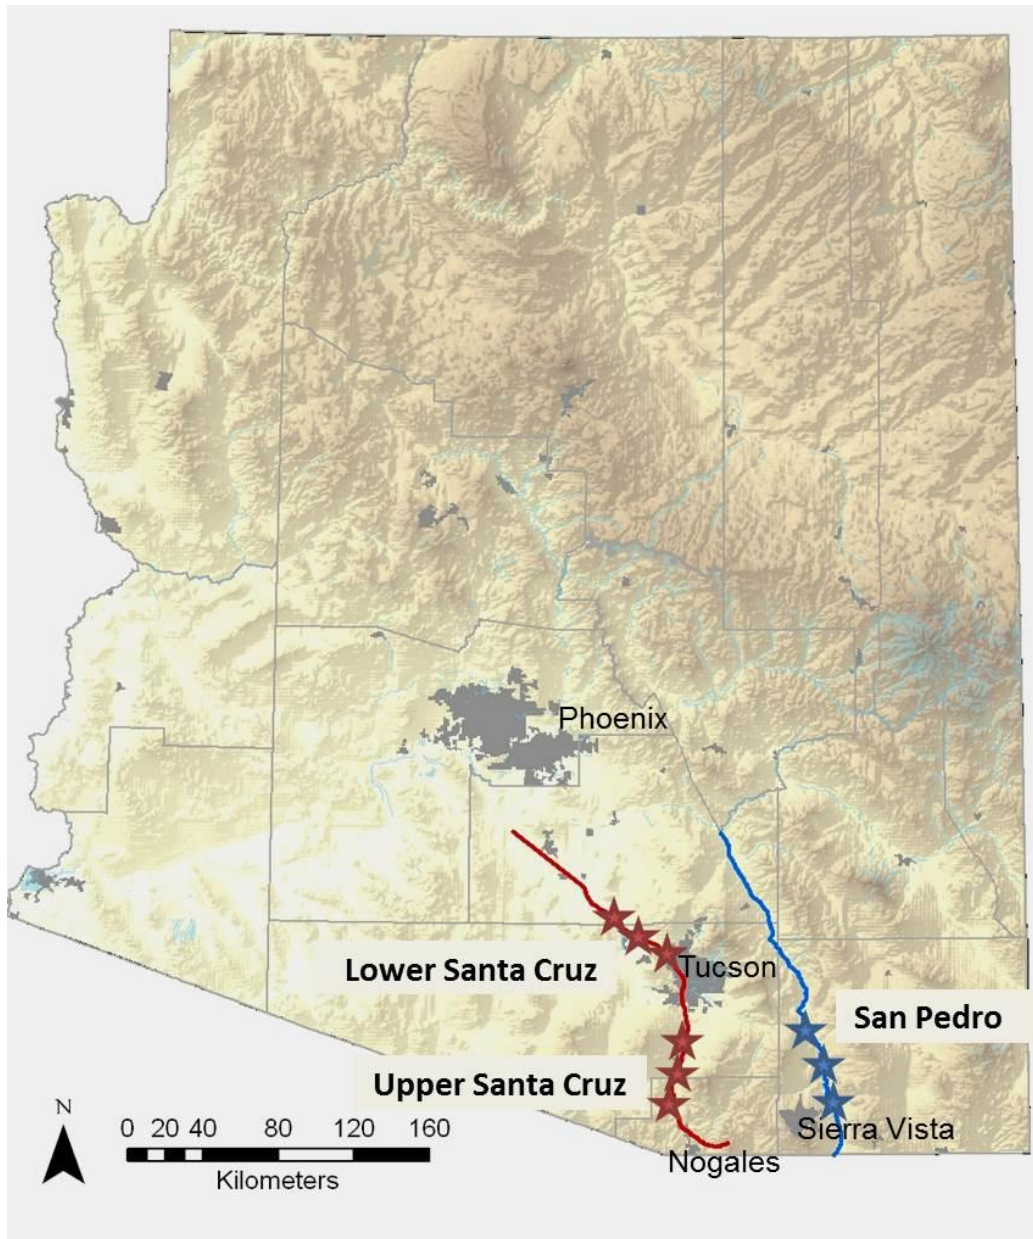 Phoenix
Tucson
Lower Santa Cruz
San Pedro
Upper Santa Cruz
Sierra Vista
Nogales
N
0 20 40 80 120 160
Kilometers